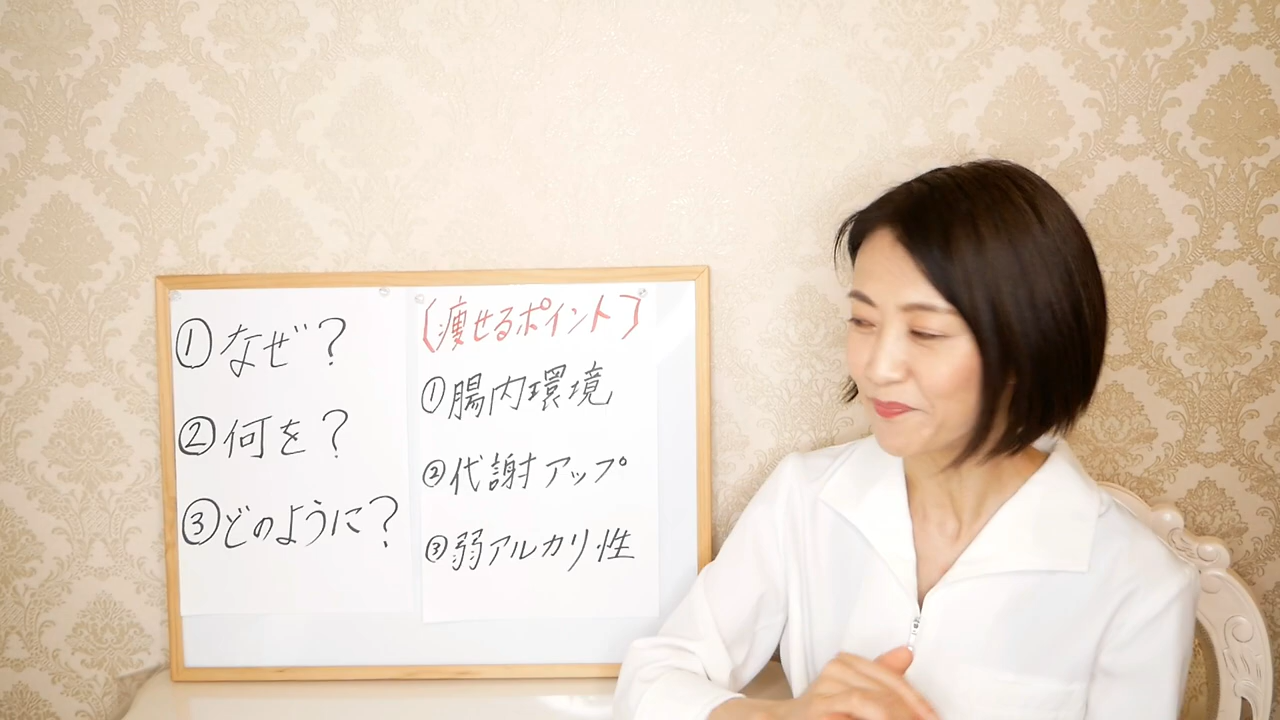 ①なぜ？
②何を？
③どのように？
〔痩せるポイント〕
①腸内環境
②代謝アップ
③弱アルカリ性